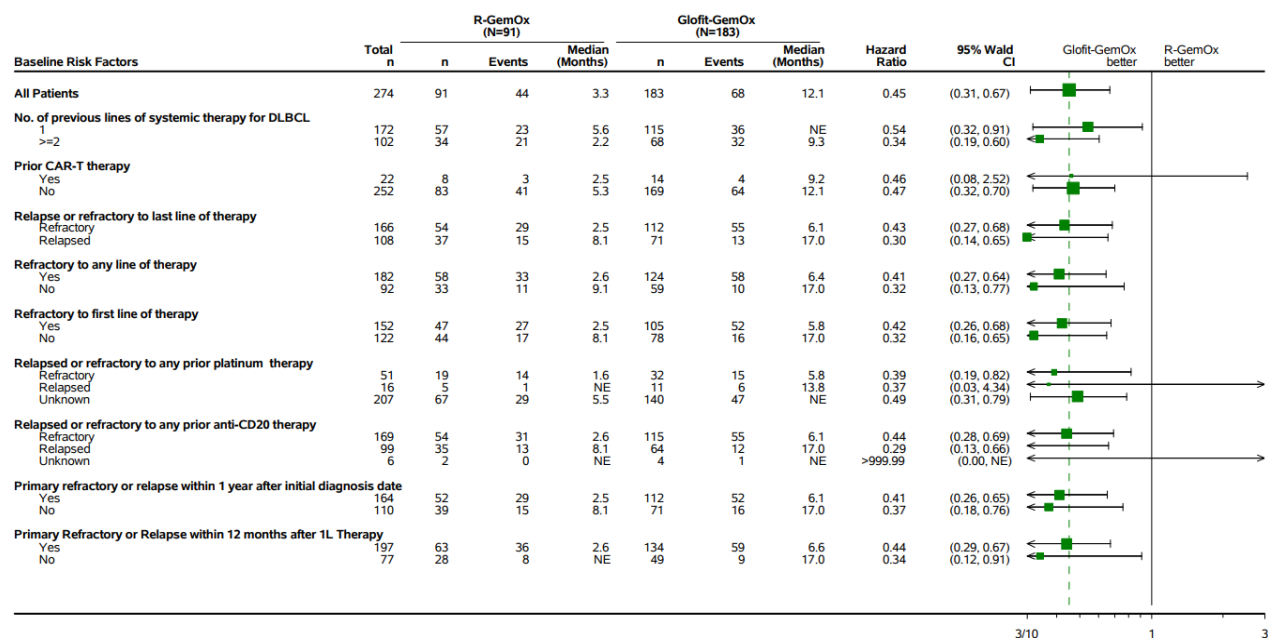 R-GemOx Glofit-GemOx
(N=91) (N=183)
Total Median Median Hazard 95% Wald Glofit-GemOx R-GemOx
Baseline Risk Factors n n Events (Months) n Events (Months) Ratio CI better better
All Patients 274 91 44 3.3 183 68 12.1 0.45 (0.31, 0.67)
No. of previous lines of systemic therapy for DLBCL
1 172 57 23 5.6 115 36 NE 0.54 (0.32, 0.91)
>=2 102 34 21 2.2 68 32 9.3 0.34 (0.19, 0.60)
Prior CAR-T therapy
Yes 22 8 3 2.5 14 4 9.2 0.46 (0.08, 2.52)
No 252 83 41 5.3 169 64 12.1 0.47 (0.32, 0.70)
Relapse or refractory to last line of therapy
Refractory 166 54 29 2.5 112 55 6.1 0.43 (0.27, 0.68)
Relapsed 108 37 15 8.1 71 13 17.0 0.30 (0.14, 0.65)
Refractory to any line of therapy
Yes 182 58 33 2.6 124 58 6.4 0.41 (0.27, 0.64)
No 92 33 11 9.1 59 10 17.0 0.32 (0.13, 0.77)
Refractory to first line of therapy
Yes 152 47 27 2.5 105 52 5.8 0.42 (0.26, 0.68)
No 122 44 17 8.1 78 16 17.0 0.32 (0.16, 0.65)
Relapsed or refractory to any prior platinum therapy
Refractory 51 19 14 1.6 32 15 5.8 0.39 (0.19, 0.82)
Relapsed 16 5 1 NE 11 6 13.8 0.37 (0.03, 4.34)
Unknown 207 67 29 5.5 140 47 NE 0.49 (0.31, 0.79)
Relapsed or refractory to any prior anti-CD20 therapy
Refractory 169 54 31 2.6 115 55 6.1 0.44 (0.28, 0.69)
Relapsed 99 35 13 8.1 64 12 17.0 0.29 (0.13, 0.66)
Unknown 6 2 0 NE 4 1 NE >999.99 (0.00, NE)
Primary refractory or relapse within 1 year after initial diagnosis date
Yes 164 52 29 2.5 112 52 6.1 0.41 (0.26, 0.65)
No 110 39 15 8.1 71 16 17.0 0.37 (0.18, 0.76)
Primary Refractory or Relapse within 12 months after 1L Therapy
Yes 197 63 36 2.6 134 59 6.6 0.44 (0.29, 0.67)
No 77 28 8 NE 49 9 17.0 0.34 (0.12, 0.91)
3/10 1 3